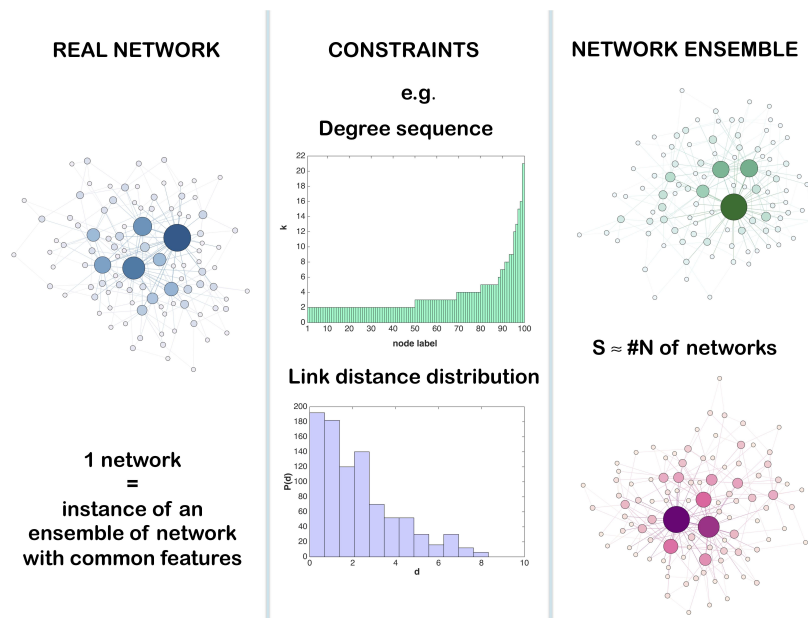 REAL NETWORK
1 network
=
instance of an
ensemble of network
with common features
CONSTRAINTS
e.g.
Degree sequence
22
20
18
16
14
12
10
8
6
4
2
0
k
1 10 20 30 40 50 60 70 80 90 100
node label
Link distance distribution
200
180
160
140
120
100
80
60
40
20
0
P(d)
0 2 4 6 8 10
d
NETWORK ENSEMBLE
S ≈ #N of networks